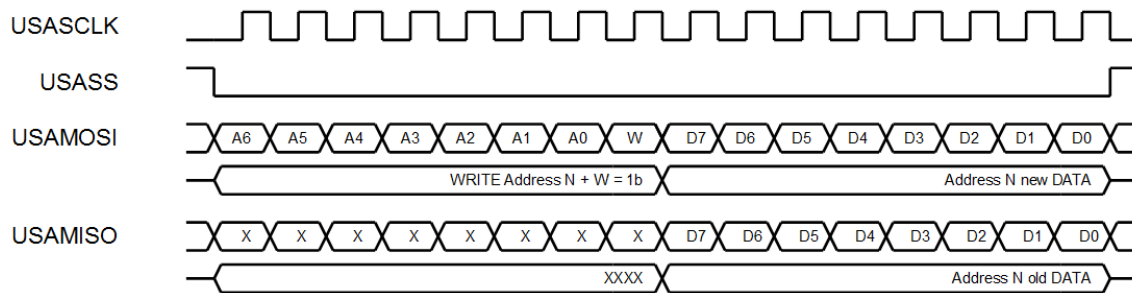 USASCLK
USASS
USAMOSI A6 A5 A4 A3 A2 A1 A0 W D7 D6 D5 D4 D3 D2 D1 D0
WRITE Address N + W = 1b Address N new DATA
USAMISO X X X X X X X X D7 D6 D5 D4 D3 D2 D1 D0
XXXX Address N old DATA